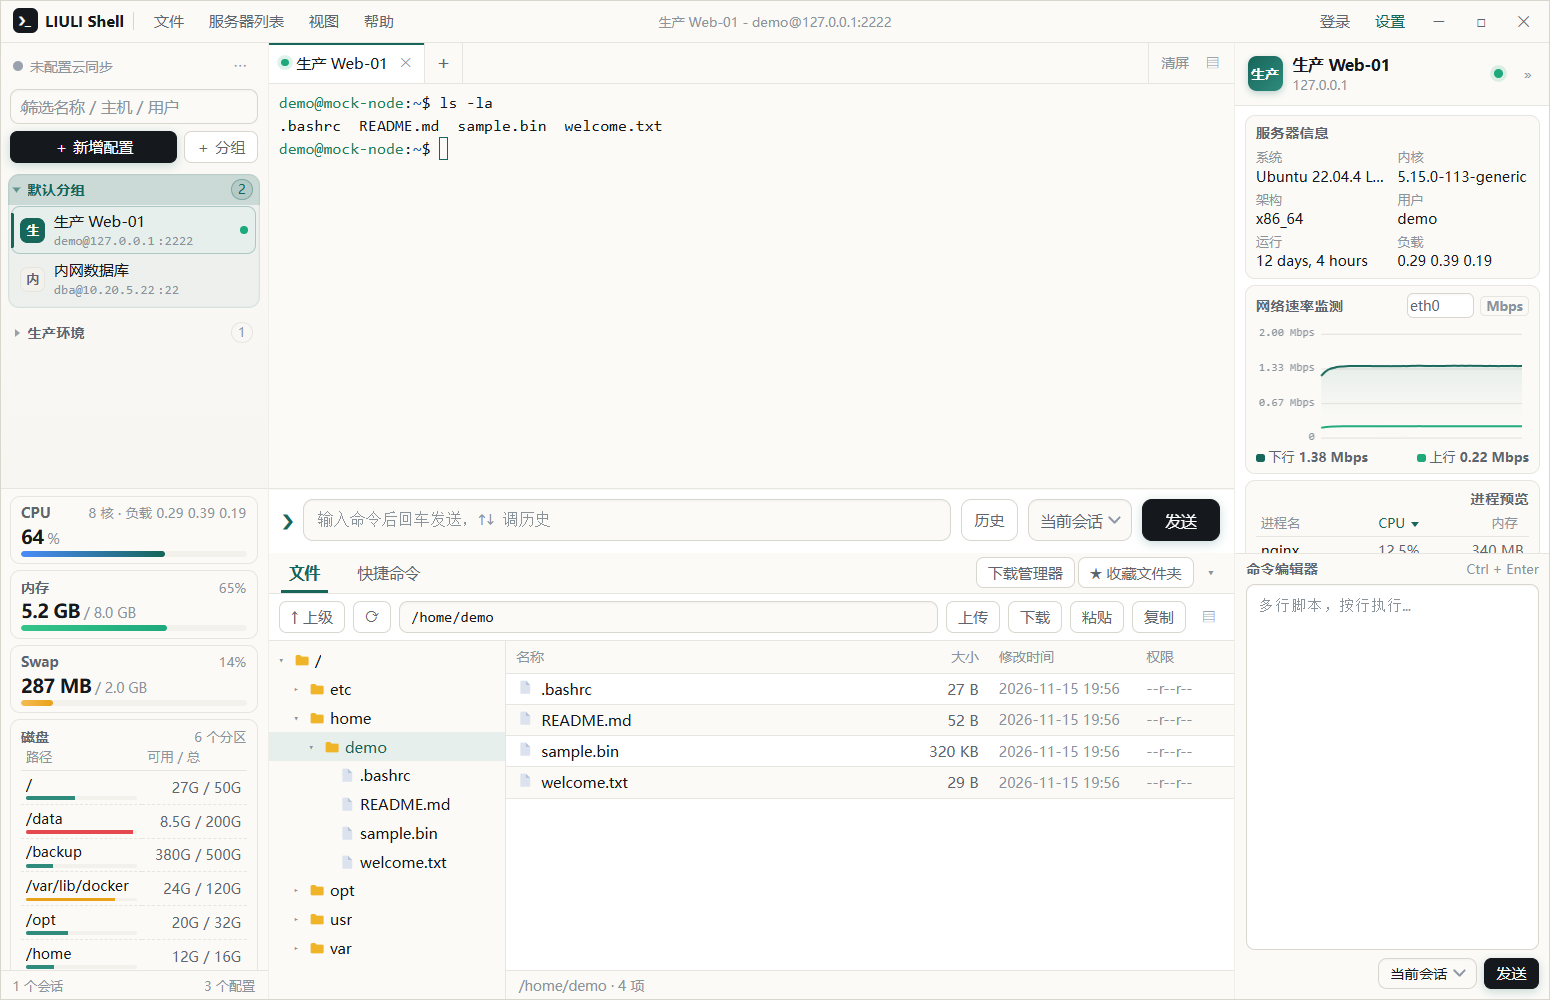 LIULI Shell
文件 服务器列表 视图 帮助
生产 Web-01 - demo@127.0.0.1:2222
登录 设置
未配置云同步
筛选名称 / 主机 / 用户
+ 新增配置
+ 分组
默认分组 2
生
生产 Web-01
demo@127.0.0.1:2222
内
内网数据库
dba@10.20.5.22:22
生产环境 1
CPU 8 核 · 负载 0.29 0.39 0.19
64 %
内存 65%
5.2 GB / 8.0 GB
Swap 14%
287 MB / 2.0 GB
磁盘 6 个分区
路径 可用 / 总
/ 27G / 50G
/data 8.5G / 200G
/backup 380G / 500G
/var/lib/docker 24G / 120G
/opt 20G / 32G
/home 12G / 16G
1 个会话 3 个配置
生产 Web-01 × +
清屏
demo@mock-node:~$ ls -la
.bashrc README.md sample.bin welcome.txt
demo@mock-node:~$
输入命令后回车发送，↑↓ 调历史
历史
当前会话
发送
文件 快捷命令
下载管理器 ★ 收藏文件夹
↑ 上级
/home/demo
上传 下载 粘贴 复制
/
etc
home
demo
.bashrc
README.md
sample.bin
welcome.txt
opt
usr
var
名称 大小 修改时间 权限
.bashrc 27 B 2026-11-15 19:56 --r--r--
README.md 52 B 2026-11-15 19:56 --r--r--
sample.bin 320 KB 2026-11-15 19:56 --r--r--
welcome.txt 29 B 2026-11-15 19:56 --r--r--
/home/demo · 4 项
生产
生产 Web-01
127.0.0.1
»
服务器信息
系统 内核
Ubuntu 22.04.4 L... 5.15.0-113-generic
架构 用户
x86_64 demo
运行 负载
12 days, 4 hours 0.29 0.39 0.19
网络速率监测 eth0 Mbps
2.00 Mbps
1.33 Mbps
0.67 Mbps
0
下行 1.38 Mbps 上行 0.22 Mbps
进程预览
进程名 CPU ▼ 内存
nginx 12.5% 340 MB
命令编辑器 Ctrl + Enter
多行脚本，按行执行...
当前会话
发送